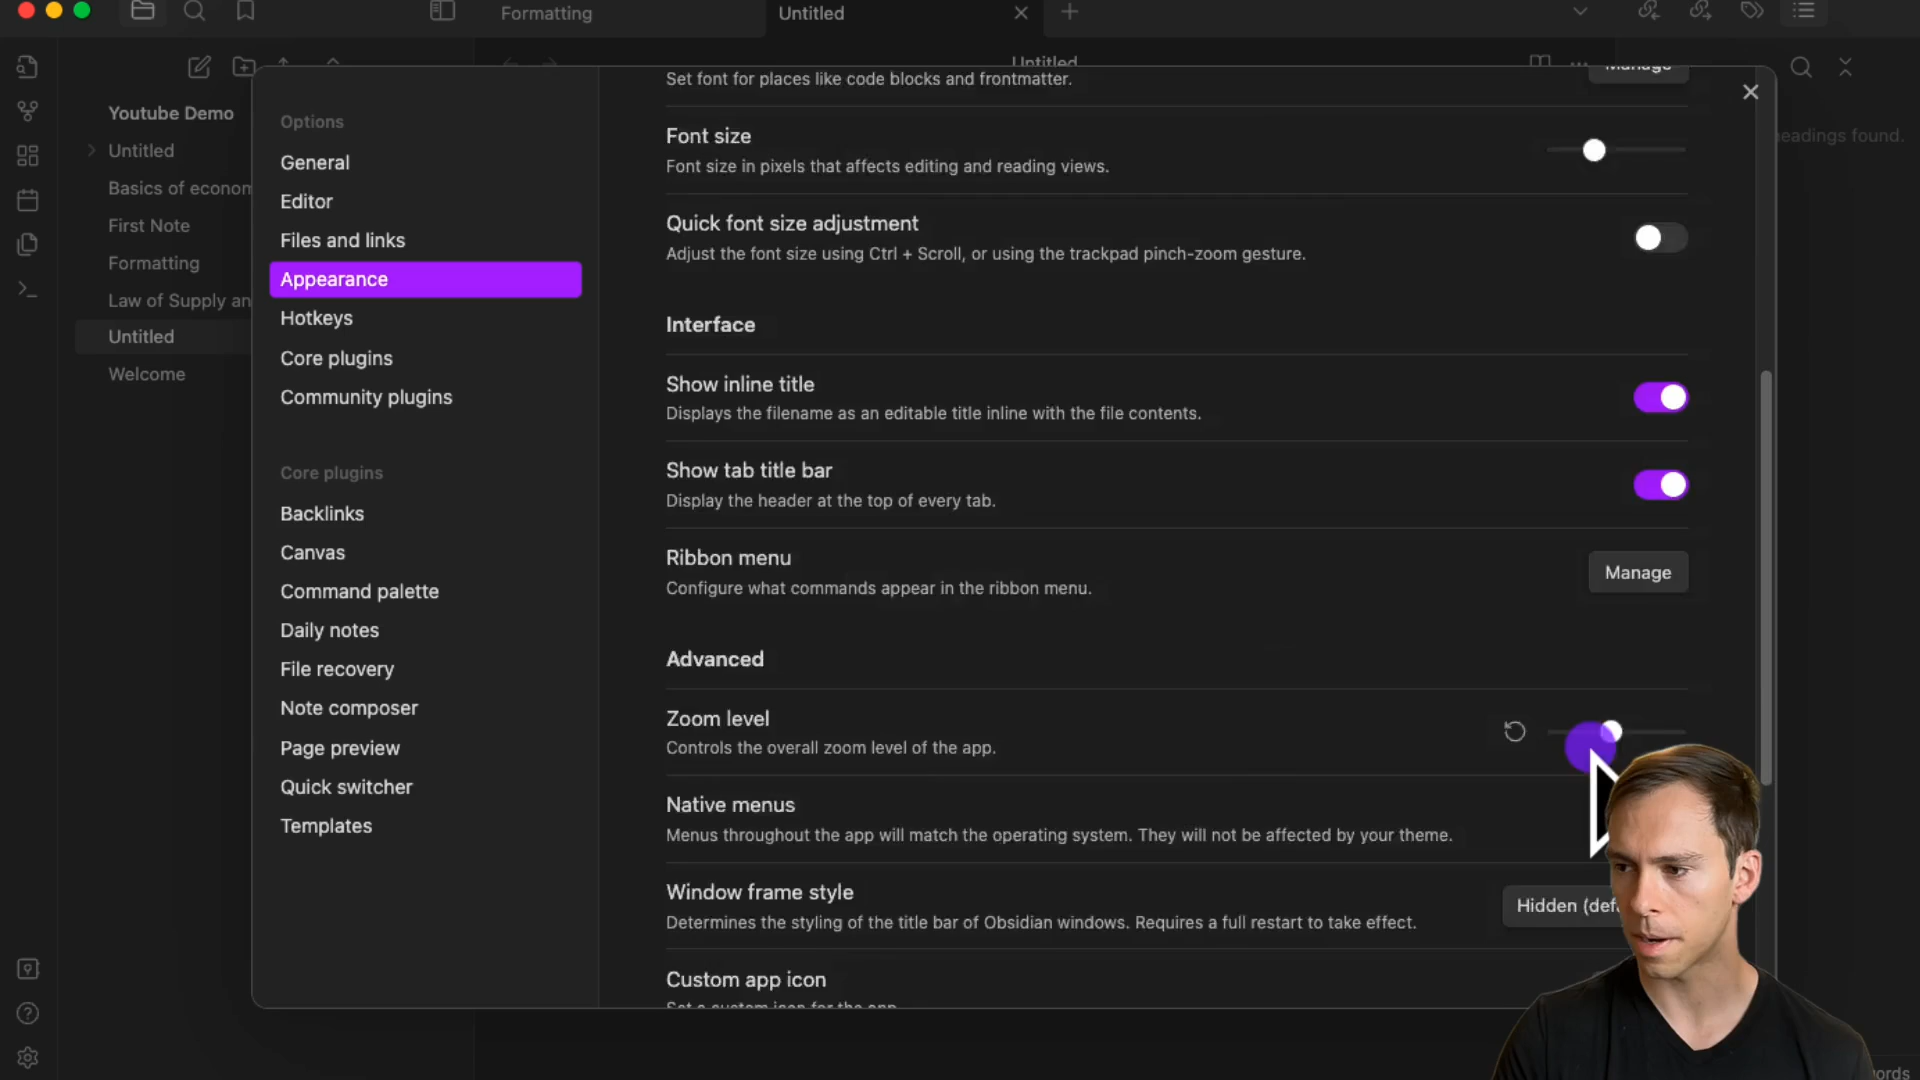 Formatting
Untitled
Untitled
Youtube Demo
Untitled
Basics of econom
First Note
Formatting
Law of Supply an
Untitled
Welcome
Options
General
Editor
Files and links
Appearance
Hotkeys
Core plugins
Community plugins
Core plugins
Backlinks
Canvas
Command palette
Daily notes
File recovery
Note composer
Page preview
Quick switcher
Templates
Set font for places like code blocks and frontmatter.
Manage
Font size
Font size in pixels that affects editing and reading views.
Quick font size adjustment
Adjust the font size using Ctrl + Scroll, or using the trackpad pinch-zoom gesture.
Interface
Show inline title
Displays the filename as an editable title inline with the file contents.
Show tab title bar
Display the header at the top of every tab.
Ribbon menu
Configure what commands appear in the ribbon menu.
Manage
Advanced
Zoom level
Controls the overall zoom level of the app.
Native menus
Menus throughout the app will match the operating system. They will not be affected by your theme.
Window frame style
Determines the styling of the title bar of Obsidian windows. Requires a full restart to take effect.
Hidden (def
Custom app icon
Set a custom icon for the app
eadings found.
ords